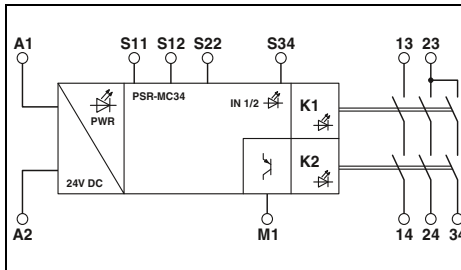 A1 S11 S12 S22 S34 13 23
PSR-MC34 IN 1/2 K1
PWR
K2
24V DC
A2 M1 14 24 34